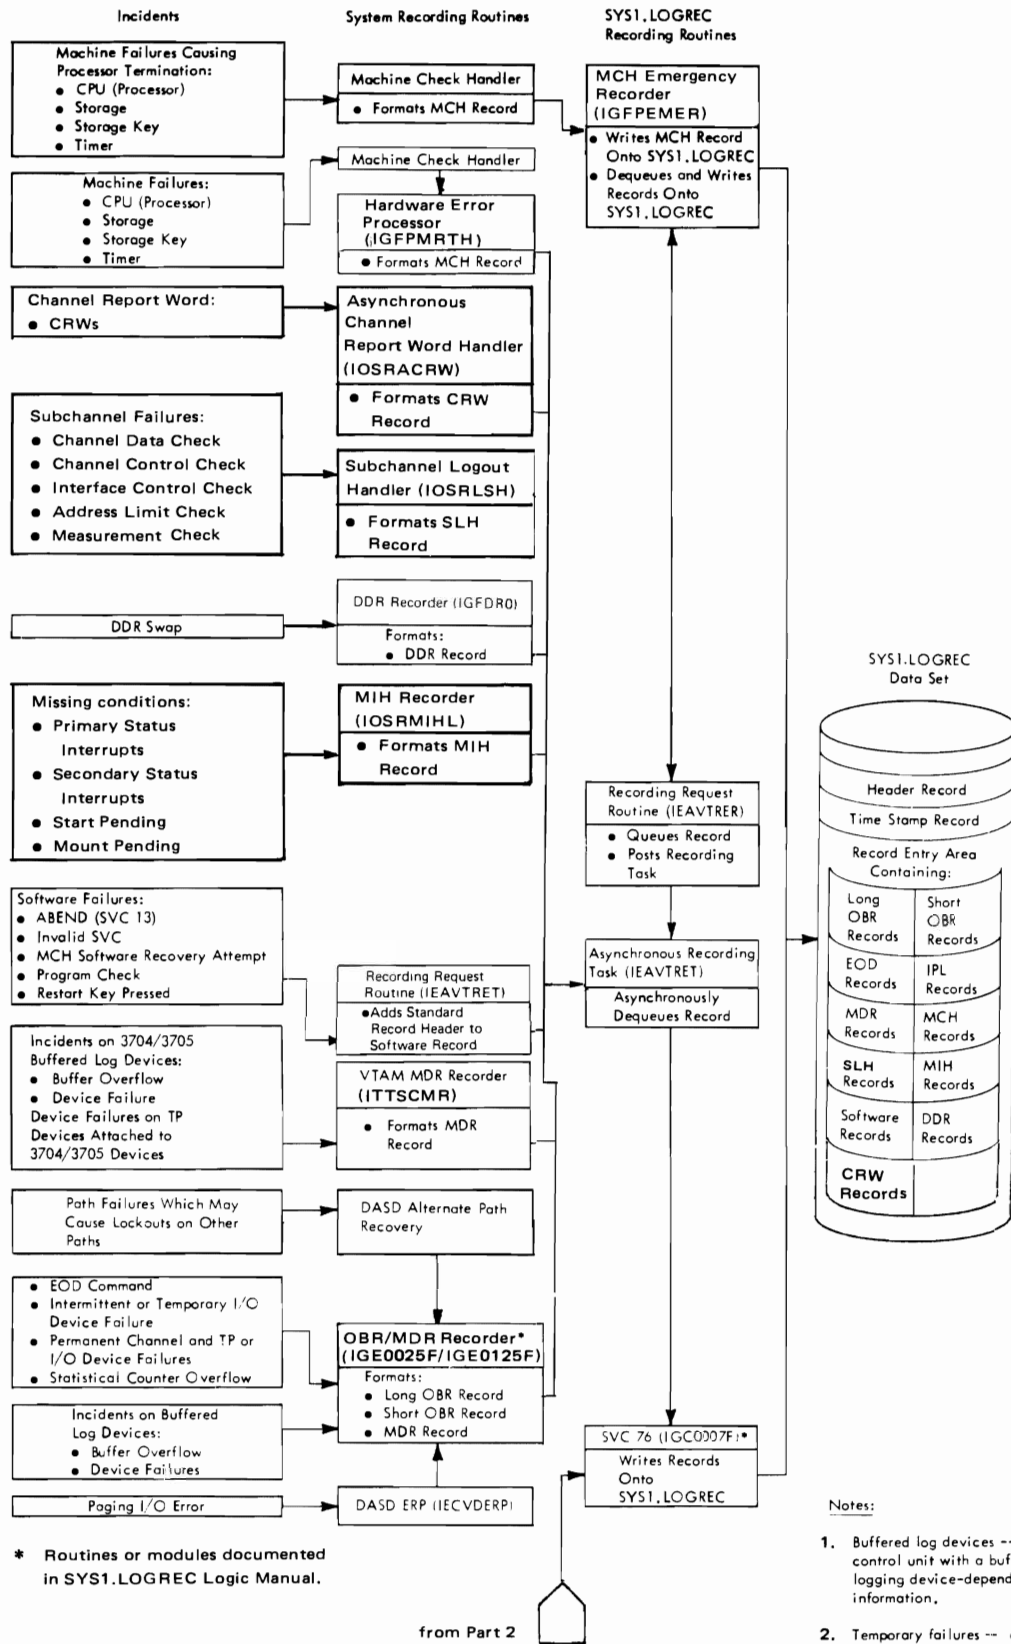 Incidents
System Recording Routines
SYS1.LOGREC
Recording Routines
Machine Failures Causing
Processor Termination:
● CPU (Processor)
● Storage
● Storage Key
● Timer
Machine Check Handler
● Formats MCH Record
MCH Emergency
Recorder
(IGFPEMER)
● Writes MCH Record
Onto SYS1.LOGREC
● Dequeues and Writes
Records Onto
SYS1.LOGREC
Machine Failures:
● CPU (Processor)
● Storage
● Storage Key
● Timer
Machine Check Handler
Hardware Error
Processor
(IGFPMRTH)
● Formats MCH Record
Channel Report Word:
● CRWs
Asynchronous
Channel
Report Word Handler
(IOSRACRW)
● Formats CRW
Record
Subchannel Failures:
● Channel Data Check
● Channel Control Check
● Interface Control Check
● Address Limit Check
● Measurement Check
Subchannel Logout
Handler (IOSRLSH)
● Formats SLH
Record
DDR Swap
DDR Recorder (IGFDR0)
Formats:
● DDR Record
Missing conditions:
● Primary Status
Interrupts
● Secondary Status
Interrupts
● Start Pending
● Mount Pending
MIH Recorder
(IOSRMIHL)
● Formats MIH
Record
Recording Request
Routine (IEAVTRER)
● Queues Record
● Posts Recording
Task
Software Failures:
● ABEND (SVC 13)
● Invalid SVC
● MCH Software Recovery Attempt
● Program Check
● Restart Key Pressed
Recording Request
Routine (IEAVTRET)
●Adds Standard
Record Header to
Software Record
Asynchronous Recording
Task (IEAVTRET)
Asynchronously
Dequeues Record
Incidents on 3704/3705
Buffered Log Devices:
● Buffer Overflow
● Device Failure
Device Failures on TP
Devices Attached to
3704/3705 Devices
VTAM MDR Recorder
(ITTSCMR)
● Formats MDR
Record
Path Failures Which May
Cause Lockouts on Other
Paths
DASD Alternate Path
Recovery
● EOD Command
● Intermittent or Temporary I/O
Device Failure
● Permanent Channel and TP or
I/O Device Failures
● Statistical Counter Overflow
OBR/MDR Recorder*
(IGE0025F/IGE0125F)
Formats:
● Long OBR Record
● Short OBR Record
● MDR Record
Incidents on Buffered
Log Devices:
● Buffer Overflow
● Device Failures
Paging I/O Error
DASD ERP (IECVDERP)
SVC 76 (IGC0007F)*
Writes Records
Onto
SYS1.LOGREC
SYS1.LOGREC
Data Set
Header Record
Time Stamp Record
Record Entry Area
Containing:
Long
OBR
Records
Short
OBR
Records
EOD
Records
IPL
Records
MDR
Records
MCH
Records
SLH
Records
MIH
Records
Software
Records
DDR
Records
CRW
Records
* Routines or modules documented
in SYS1.LOGREC Logic Manual.
from Part 2
Notes:
1. Buffered log devices --
control unit with a buf
logging device-depend
information.
2. Temporary failures --